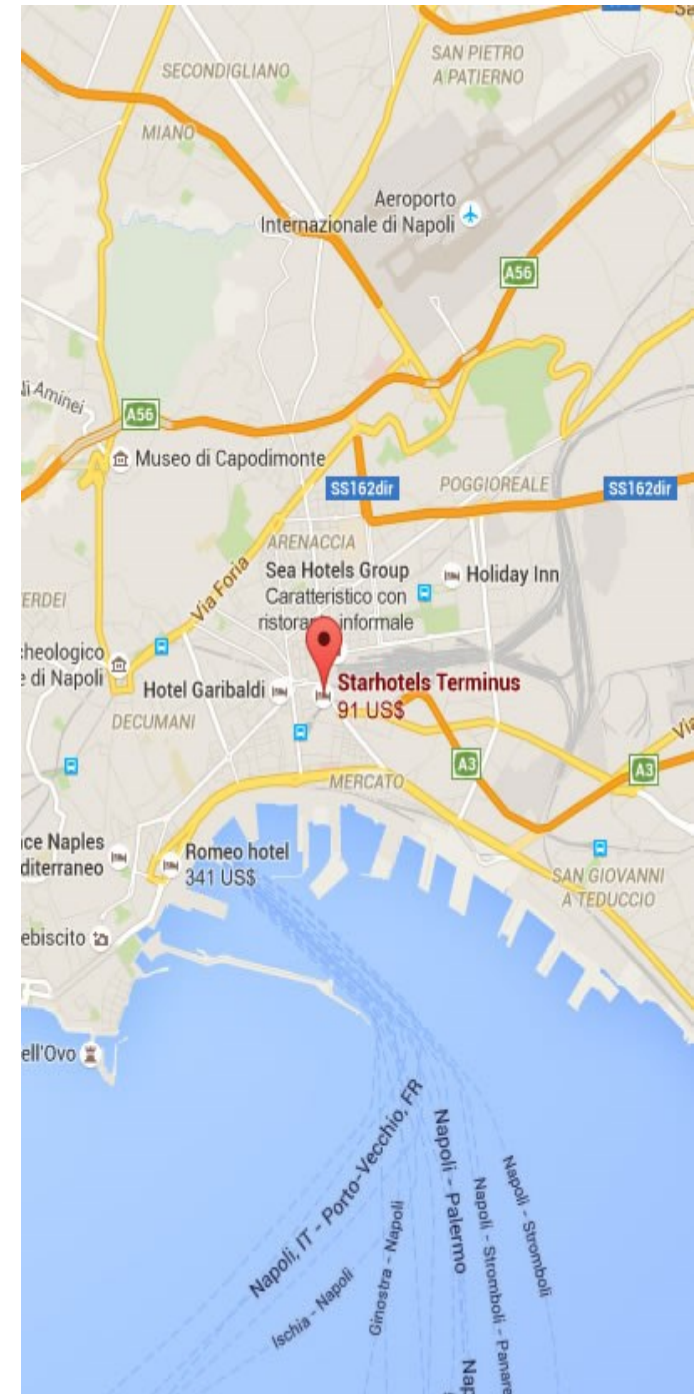 SECONDIGLIANO
SAN PIETRO
A PATIERNO
MIANO
Aeroporto
Internazionale di Napoli
A56
Aminei
A56
Museo di Capodimonte
SS162dir
POGGIOREALE
SS162dir
ARENACCIA
Sea Hotels Group
Caratteristico con
informale
Holiday Inn
Via Foria
ERDEI
cheologico
e di Napoli
Hotel Garibaldi
Starhotels Terminus
91 US$
DECUMANI
Via
A3
A3
MERCATO
ce Naples
diterraneo
Romeo hotel
341 US$
SAN GIOVANNI
A TEDUCCIO
ebiscito
ell'Ovo
Napoli, IT - Porto-Vecchio, FR
Ischia - Napoli
Ginostra - Napoli
Napoli - Palermo
Napoli - Stromboli - Panare
Napoli - Stromboli
Nap